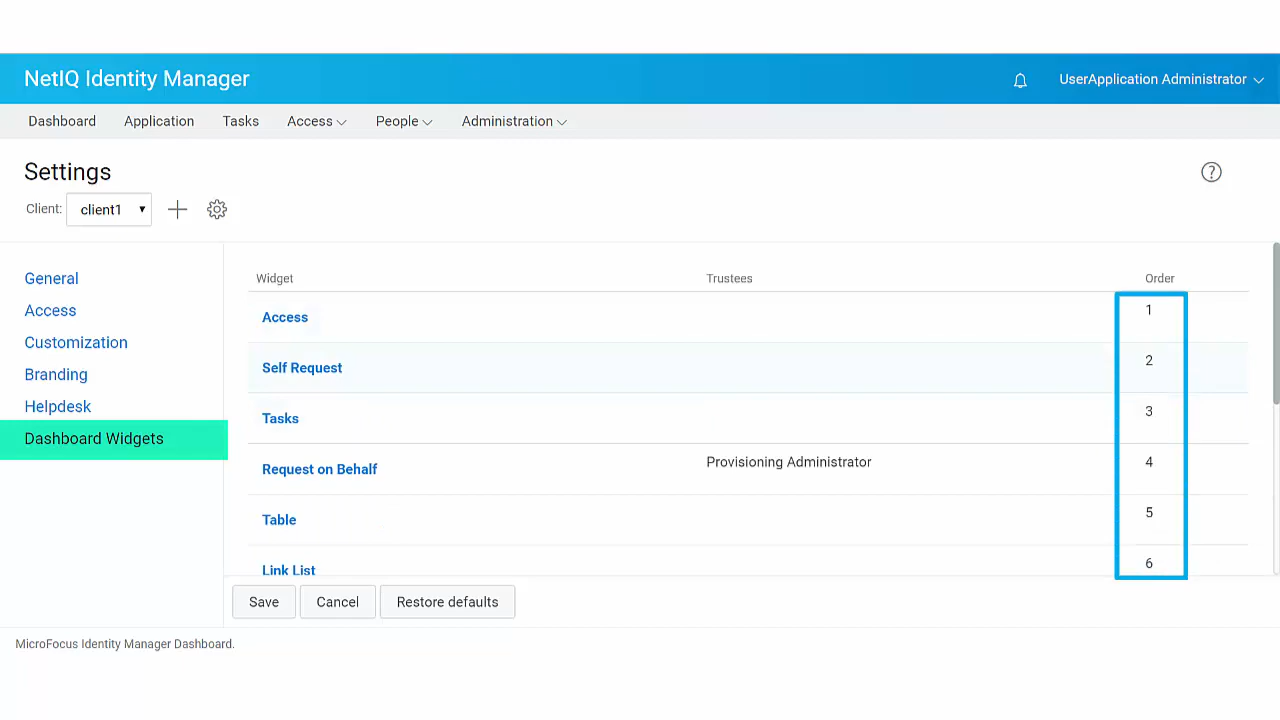 NetIQ Identity Manager
UserApplication Administrator
Dashboard Application Tasks Access People Administration
Settings
?
Client: client1
General
Access
Customization
Branding
Helpdesk
Dashboard Widgets
Widget Trustees Order
Access 1
Self Request 2
Tasks 3
Request on Behalf Provisioning Administrator 4
Table 5
Link List 6
Save Cancel Restore defaults
MicroFocus Identity Manager Dashboard.